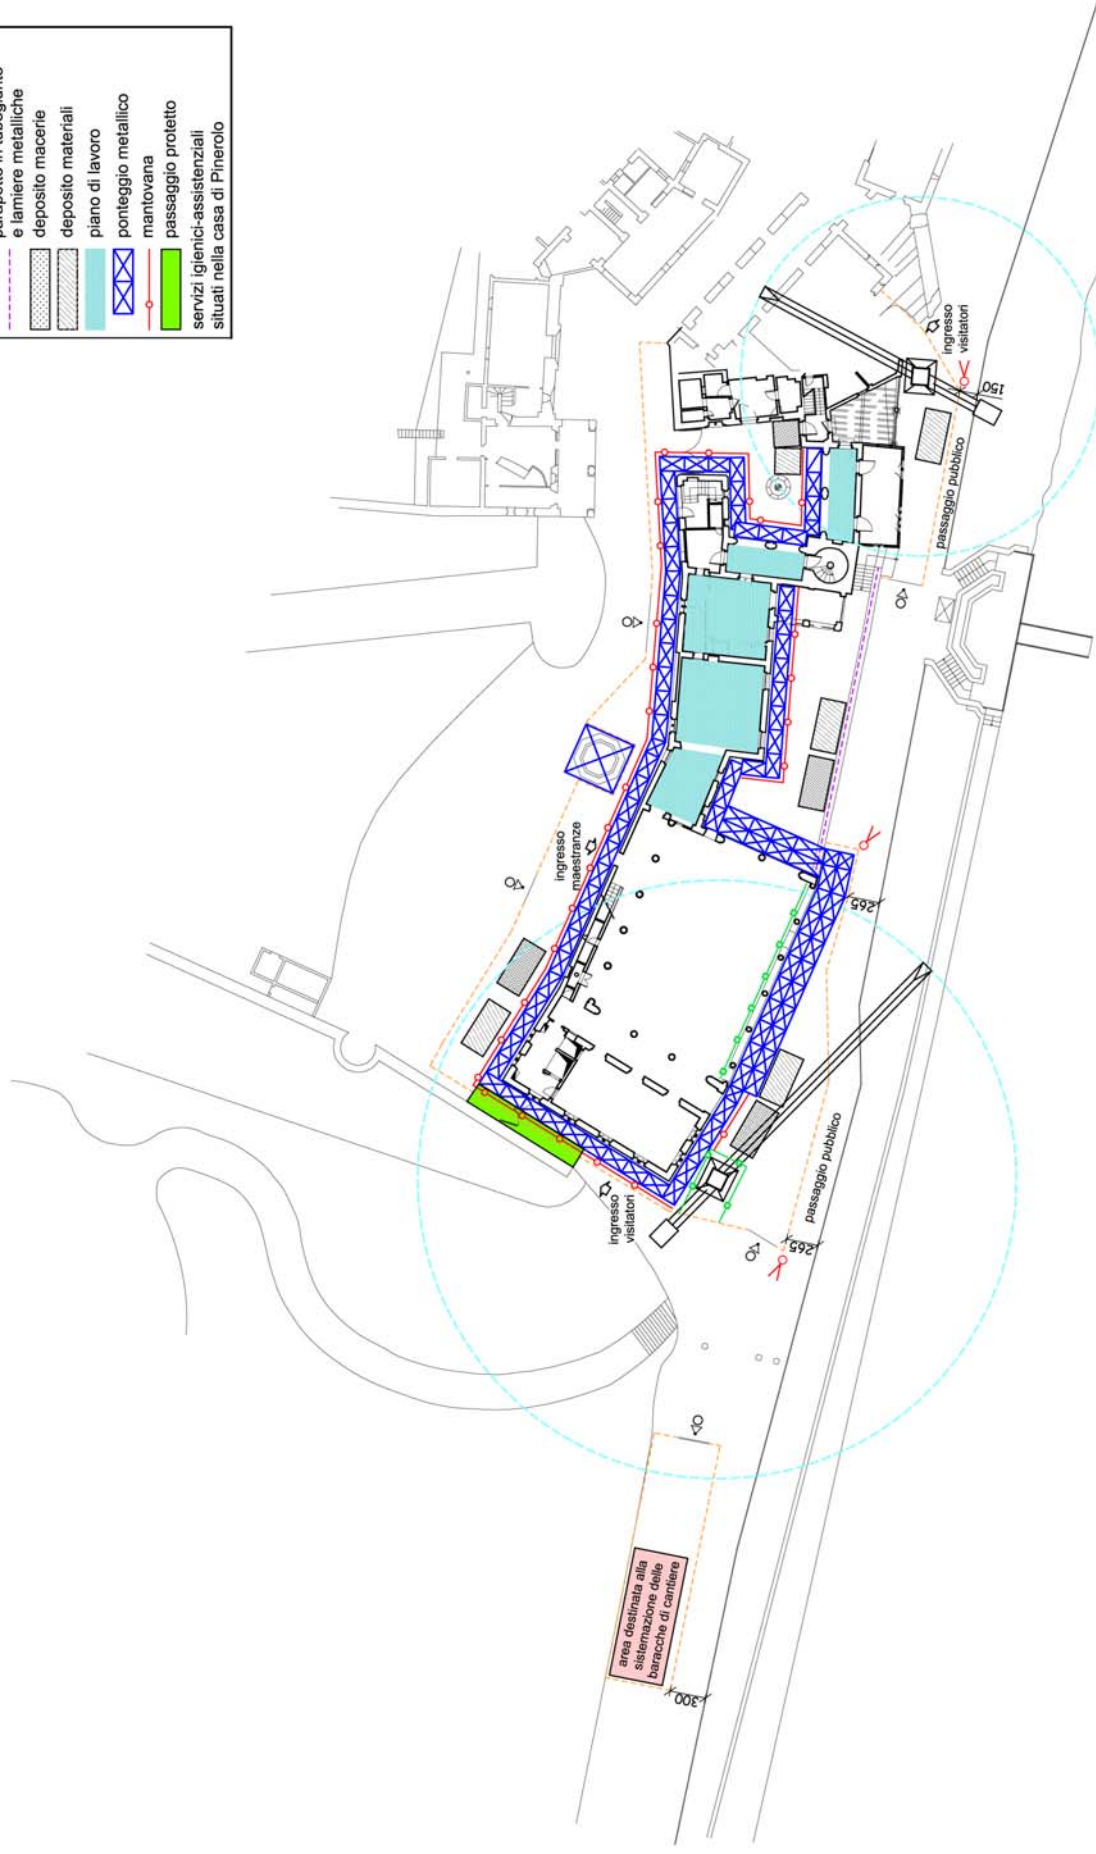 e lamiere metalliche
deposito macerie
deposito materiali
piano di lavoro
ponteggio metallico
mantovana
passaggio protetto
servizi igienici-assistenziali
situati nella casa di Pinerolo
ingresso
visitatori
150
passaggio pubblico
ingresso
maestranze
265
ingresso
visitatori
passaggio pubblico
265
area destinata alla
sistemazione delle
baracche di cantiere
300